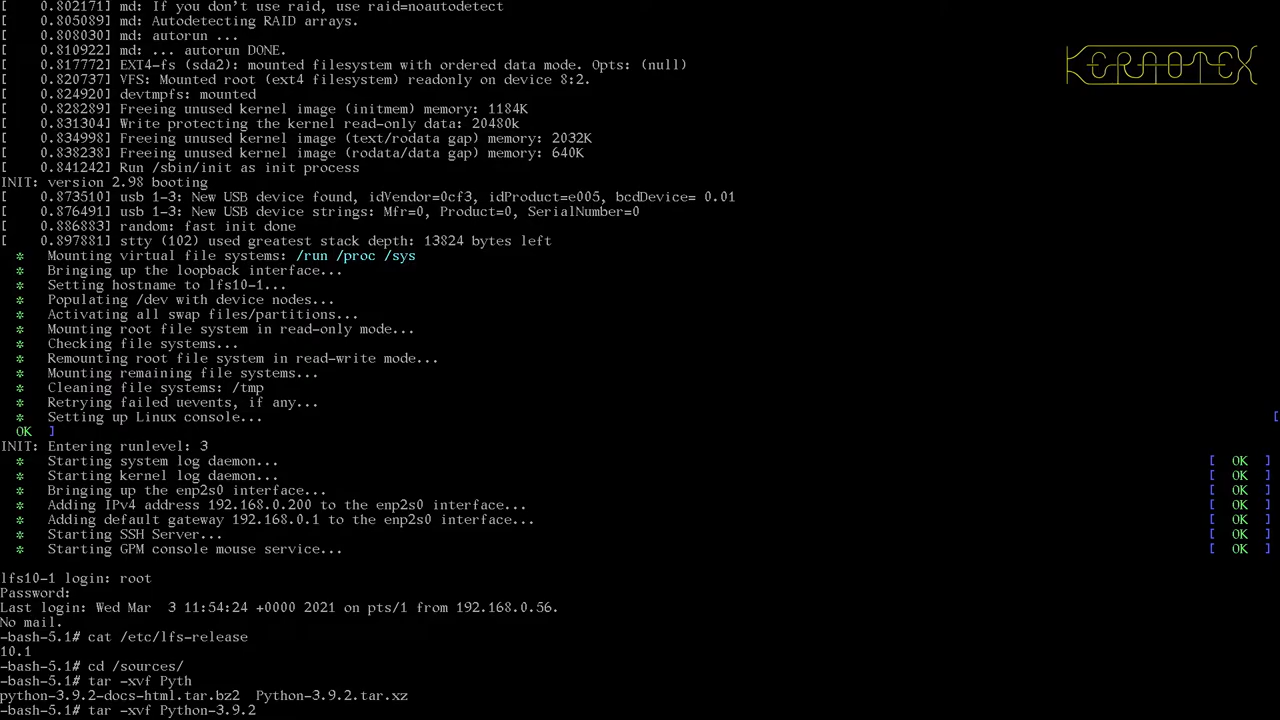 [    0.802171] md: If you don't use raid, use raid=noautodetect
[    0.805089] md: Autodetecting RAID arrays.
[    0.808030] md: autorun ...
[    0.810922] md: ... autorun DONE.
[    0.817772] EXT4-fs (sda2): mounted filesystem with ordered data mode. Opts: (null)
[    0.820737] VFS: Mounted root (ext4 filesystem) readonly on device 8:2.
[    0.824920] devtmpfs: mounted
[    0.828289] Freeing unused kernel image (initmem) memory: 1184K
[    0.831304] Write protecting the kernel read-only data: 20480k
[    0.834998] Freeing unused kernel image (text/rodata gap) memory: 2032K
[    0.838238] Freeing unused kernel image (rodata/data gap) memory: 640K
[    0.841242] Run /sbin/init as init process
INIT: version 2.98 booting
[    0.873510] usb 1-3: New USB device found, idVendor=0cf3, idProduct=e005, bcdDevice= 0.01
[    0.876491] usb 1-3: New USB device strings: Mfr=0, Product=0, SerialNumber=0
[    0.886883] random: fast init done
[    0.897881] stty (102) used greatest stack depth: 13824 bytes left
  *   Mounting virtual file systems: /run /proc /sys
  *   Bringing up the loopback interface...
  *   Setting hostname to lfs10-1...
  *   Populating /dev with device nodes...
  *   Activating all swap files/partitions...
  *   Mounting root file system in read-only mode...
  *   Checking file systems...
  *   Remounting root file system in read-write mode...
  *   Mounting remaining file systems...
  *   Cleaning file systems: /tmp
  *   Retrying failed uevents, if any...
  *   Setting up Linux console... [
  OK  ]
INIT: Entering runlevel: 3
  *   Starting system log daemon... [  OK  ]
  *   Starting kernel log daemon... [  OK  ]
  *   Bringing up the enp2s0 interface... [  OK  ]
  *   Adding IPv4 address 192.168.0.200 to the enp2s0 interface... [  OK  ]
  *   Adding default gateway 192.168.0.1 to the enp2s0 interface... [  OK  ]
  *   Starting SSH Server... [  OK  ]
  *   Starting GPM console mouse service... [  OK  ]
lfs10-1 login: root
Password:
Last login: Wed Mar  3 11:54:24 +0000 2021 on pts/1 from 192.168.0.56.
No mail.
-bash-5.1# cat /etc/lfs-release
10.1
-bash-5.1# cd /sources/
-bash-5.1# tar -xvf Pyth
python-3.9.2-docs-html.tar.bz2  Python-3.9.2.tar.xz
-bash-5.1# tar -xvf Python-3.9.2